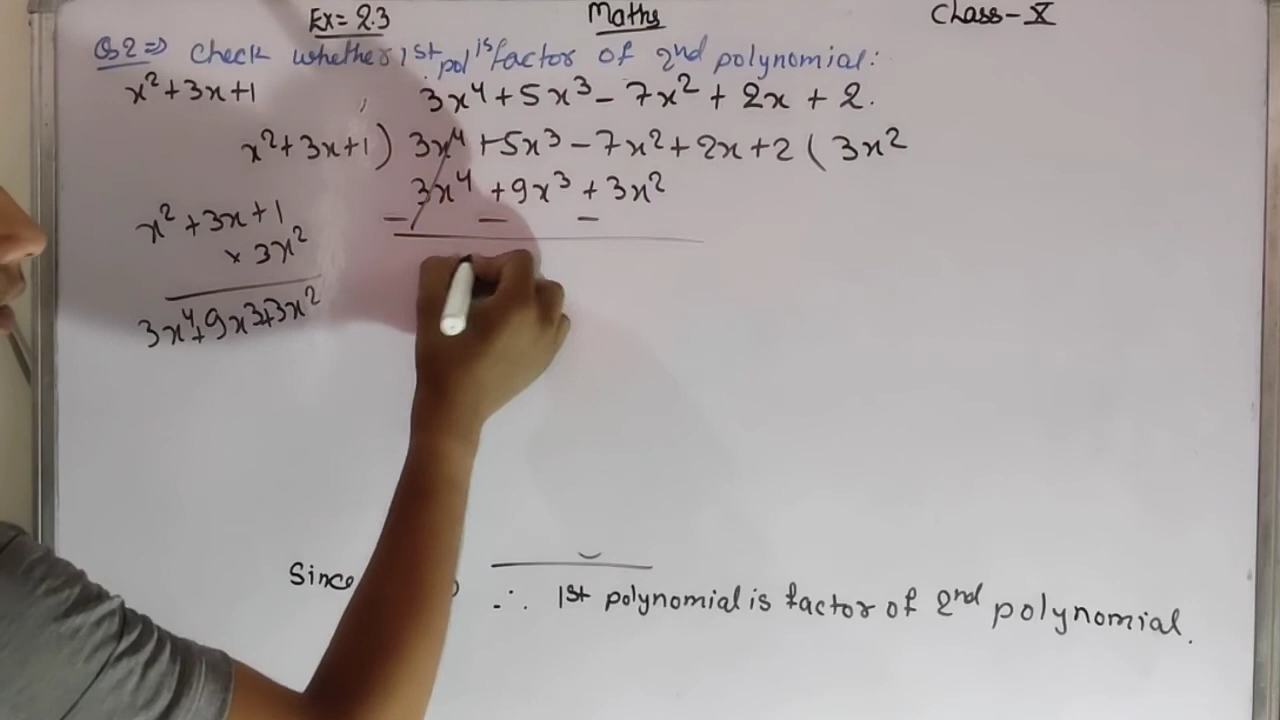 Ex= 2.3 Maths Class-X
Qs 2 ⇒ Check whether 1st pol is factor of 2nd polynomial:
x²+3x+1 , 3x⁴+5x³-7x²+2x+2.
x²+3x+1) 3x⁴+5x³-7x²+2x+2 ( 3x²
3x⁴ +9x³ +3x²
- - -
x²+3x+1
× 3x²
3x⁴+9x³+3x²
Since
∴ 1st polynomial is factor of 2nd polynomial.